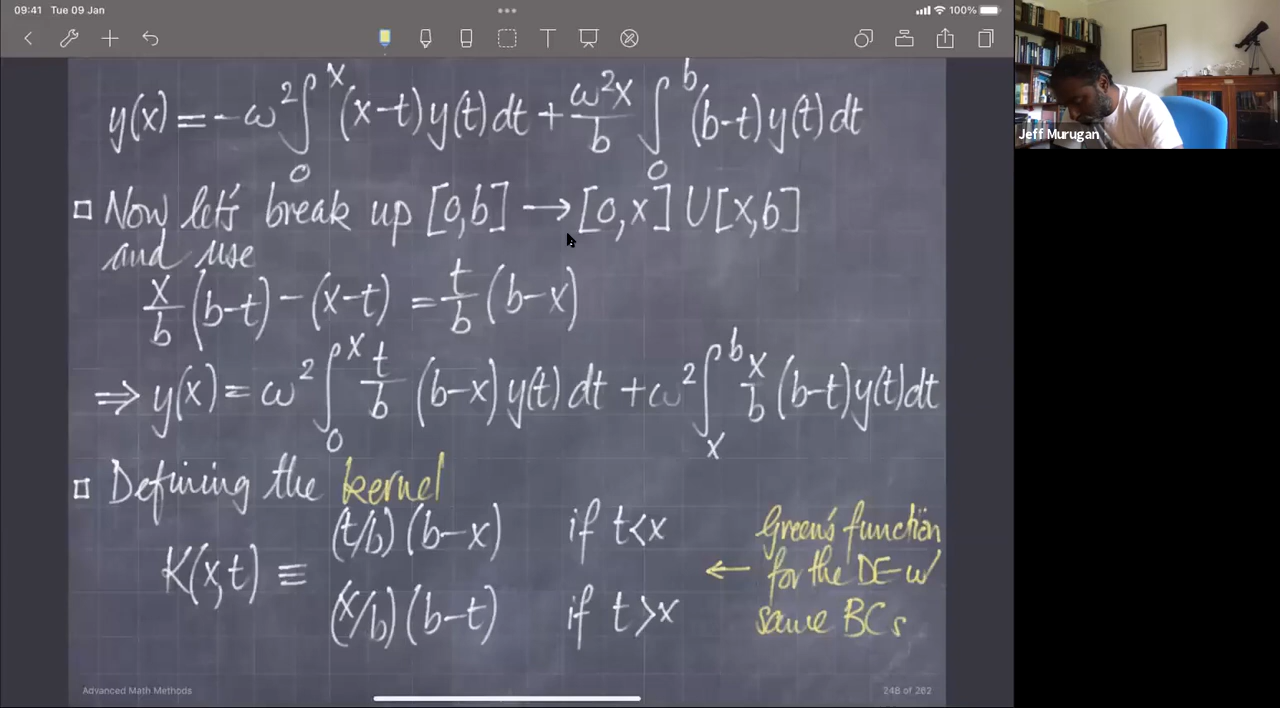 09:41 Tue 09 Jan
100%
y(x) = -ω²∫₀ˣ (x-t)y(t)dt + ω²x/b ∫₀ᵇ (b-t)y(t)dt
□ Now let's break up [0,b] → [0,x] U [x,b]
and use
x/b (b-t) - (x-t) = t/b (b-x)
⇒ y(x) = ω² ∫₀ˣ t/b (b-x) y(t) dt + ω² ∫ₓᵇ x/b (b-t)y(t)dt
□ Defining the kernel
K(x,t) ≡ (t/b)(b-x) if t<x
(x/b)(b-t) if t>x
← Green's function
for the DE w/
same BCs
Advanced Math Methods
248 of 262
Jeff Murugan